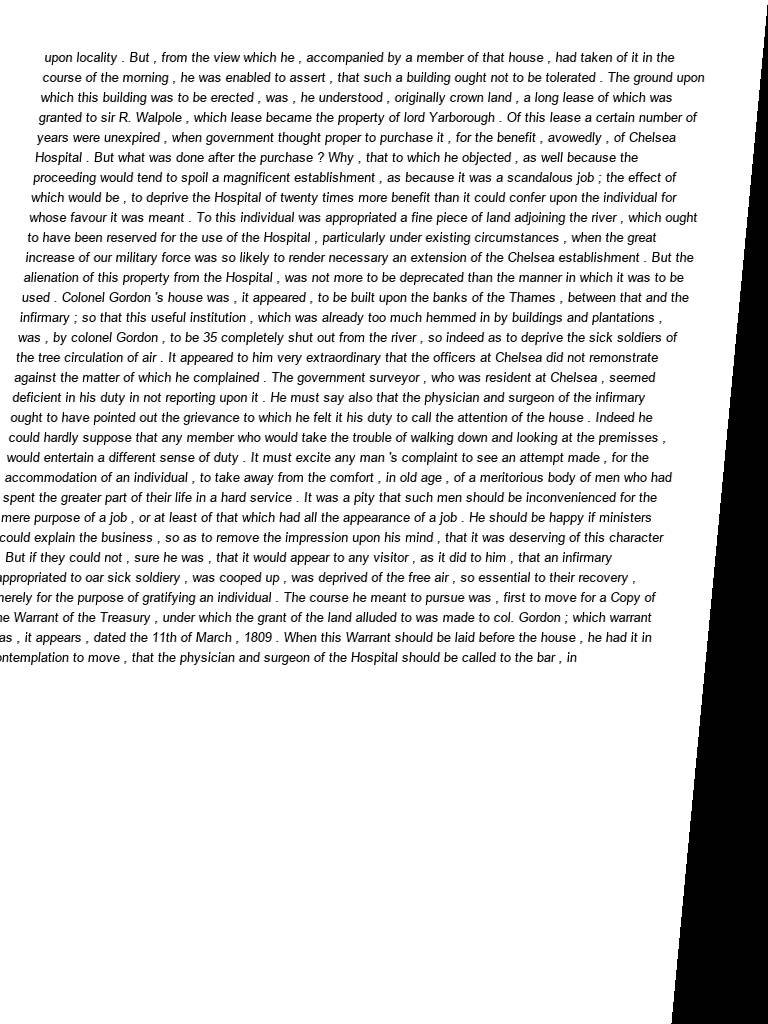 upon locality . But , from the view which he , accompanied by a member of that house , had taken of it in the
course of the morning , he was enabled to assert , that such a building ought not to be tolerated . The ground upon
which this building was to be erected , was , he understood , originally crown land , a long lease of which was
granted to sir R. Walpole , which lease became the property of lord Yarborough . Of this lease a certain number of
years were unexpired , when government thought proper to purchase it , for the benefit , avowedly , of Chelsea
Hospital . But what was done after the purchase ? Why , that to which he objected , as well because the
proceeding would tend to spoil a magnificent establishment , as because it was a scandalous job ; the effect of
which would be , to deprive the Hospital of twenty times more benefit than it could confer upon the individual for
whose favour it was meant . To this individual was appropriated a fine piece of land adjoining the river , which ought
to have been reserved for the use of the Hospital , particularly under existing circumstances , when the great
increase of our military force was so likely to render necessary an extension of the Chelsea establishment . But the
alienation of this property from the Hospital , was not more to be deprecated than the manner in which it was to be
used . Colonel Gordon 's house was , it appeared , to be built upon the banks of the Thames , between that and the
infirmary ; so that this useful institution , which was already too much hemmed in by buildings and plantations ,
was , by colonel Gordon , to be 35 completely shut out from the river , so indeed as to deprive the sick soldiers of
the tree circulation of air . It appeared to him very extraordinary that the officers at Chelsea did not remonstrate
against the matter of which he complained . The government surveyor , who was resident at Chelsea , seemed
deficient in his duty in not reporting upon it . He must say also that the physician and surgeon of the infirmary
ought to have pointed out the grievance to which he felt it his duty to call the attention of the house . Indeed he
could hardly suppose that any member who would take the trouble of walking down and looking at the premisses ,
would entertain a different sense of duty . It must excite any man 's complaint to see an attempt made , for the
accommodation of an individual , to take away from the comfort , in old age , of a meritorious body of men who had
spent the greater part of their life in a hard service . It was a pity that such men should be inconvenienced for the
mere purpose of a job , or at least of that which had all the appearance of a job . He should be happy if ministers
could explain the business , so as to remove the impression upon his mind , that it was deserving of this character
But if they could not , sure he was , that it would appear to any visitor , as it did to him , that an infirmary
appropriated to oar sick soldiery , was cooped up , was deprived of the free air , so essential to their recovery ,
merely for the purpose of gratifying an individual . The course he meant to pursue was , first to move for a Copy of
he Warrant of the Treasury , under which the grant of the land alluded to was made to col. Gordon ; which warrant
as , it appears , dated the 11th of March , 1809 . When this Warrant should be laid before the house , he had it in
ontemplation to move , that the physician and surgeon of the Hospital should be called to the bar , in